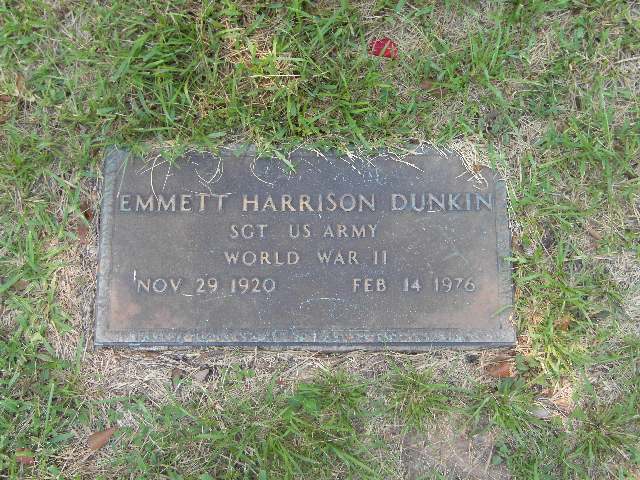 EMMETT HARRISON DUNKIN
SGT US ARMY
WORLD WAR II
NOV 29 1920 FEB 14 1976